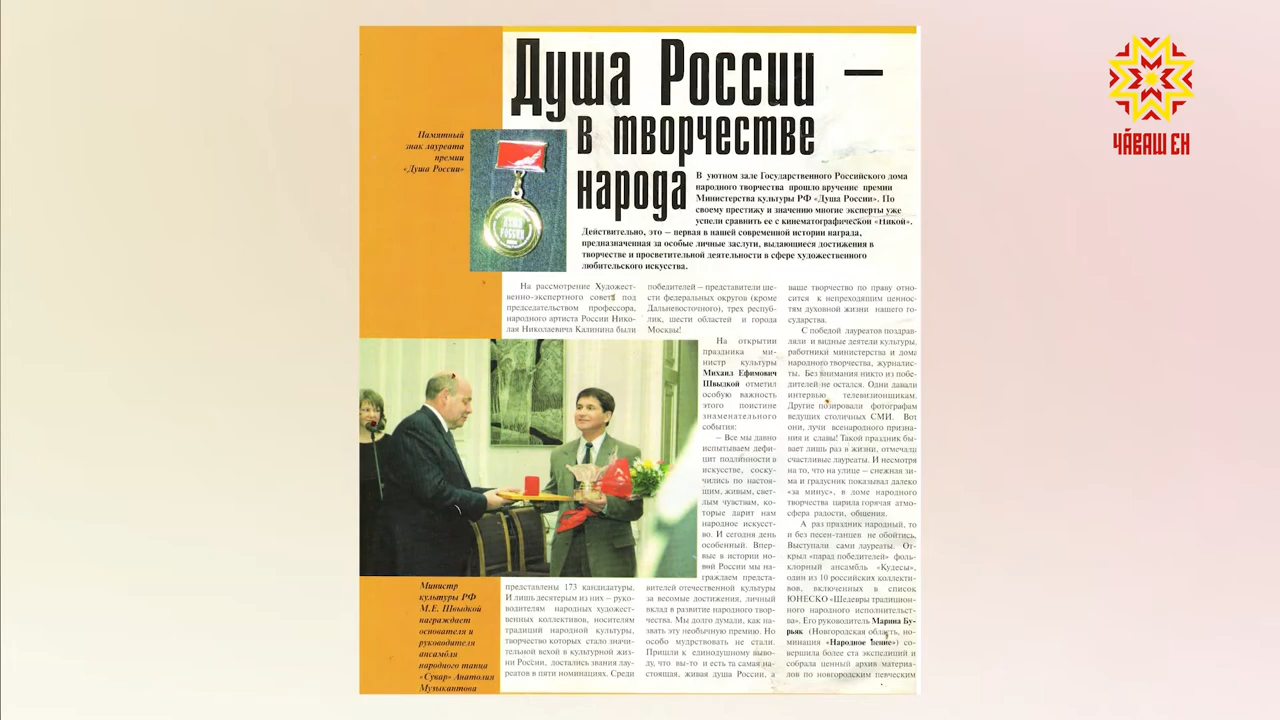 Душа России –
в творчестве
народа
ЧӐВАШ ЕН
Памятный
знак лауреата
премии
«Душа России»
В уютном зале Государственного Российского дома
народного творчества прошло вручение премии
Министерства культуры РФ «Душа России». По
своему престижу и значению многие эксперты уже
успели сравнить ее с кинематографической «Никой».
Действительно, это – первая в нашей современной истории награда,
предназначенная за особые личные заслуги, выдающиеся достижения в
творчестве и просветительной деятельности в сфере художественного
любительского искусства.
На рассмотрение Художест-
венно-экспертного совета под
председательством профессора,
народного артиста России Нико-
лая Николаевича Калинина были
представлены 173 кандидатуры.
И лишь десятерым из них – руко-
водителям народных художест-
венных коллективов, носителям
традиций народной культуры,
творчество которых стало значи-
тельной вехой в культурной жиз-
ни России, достались звания лау-
реатов в пяти номинациях. Среди
победителей – представители ше-
сти федеральных округов (кроме
Дальневосточного), трех респуб-
лик, шести областей и города
Москвы!
На открытии
праздника ми-
нистр культуры
Михаил Ефимович
Швыдкой отметил
особую важность
этого поистине
знаменательного
события:
– Все мы давно
испытываем дефи-
цит подлинности в
искусстве, соску-
чились по настоя-
шим, живым, свет-
лым чувствам, ко-
торые дарит нам
народное искусст-
во. И сегодня день
особенный. Впер-
вые в истории но-
вой России мы на-
граждаем предста-
вителей отечественной культуры
за весомые достижения, личный
вклад в развитие народного твор-
чества. Мы долго думали, как на-
звать эту необычную премию. Но
особо мудрствовать не стали.
Пришли к единодушному выво-
ду, что вы-то и есть та самая на-
стоящая, живая душа России, а
ваше творчество по праву отно-
сится к непреходящим ценнос-
тям духовной жизни нашего го-
сударства.
С победой лауреатов поздрав-
ляли и видные деятели культуры,
работники министерства и дома
народного творчества, журналис-
ты. Без внимания никто из побе-
дителей не остался. Одни давали
интервью телевизионщикам.
Другие позировали фотографам
ведущих столичных СМИ. Вот
они, лучи всенародного призна-
ния и славы! Такой праздник бы-
вает лишь раз в жизни, отмечали
счастливые лауреаты. И несмотря
на то, что на улице – снежная зи-
ма и градусник показывал далеко
«за минус», в доме народного
творчества царила горячая атмо-
сфера радости, общения.
А раз праздник народный, то
и без песен-танцев не обойтись.
Выступали сами лауреаты. От-
крыл «парад победителей» фоль-
клорный ансамбль «Кудесы»,
один из 10 российских коллекти-
вов, включенных в список
ЮНЕСКО «Шедевры традицион-
ного народного исполнительст-
ва». Его руководитель Марина Бу-
рьяк (Новгородская область, но-
минация «Народное пение») со-
вершила более ста экспедиций и
собрала ценный архив материа-
лов по новгородским певческим
Министр
культуры РФ
М.Е. Швыдкой
награждает
основателя и
руководителя
ансамбля
народного танца
«Сувар» Анатолия
Музыкантова